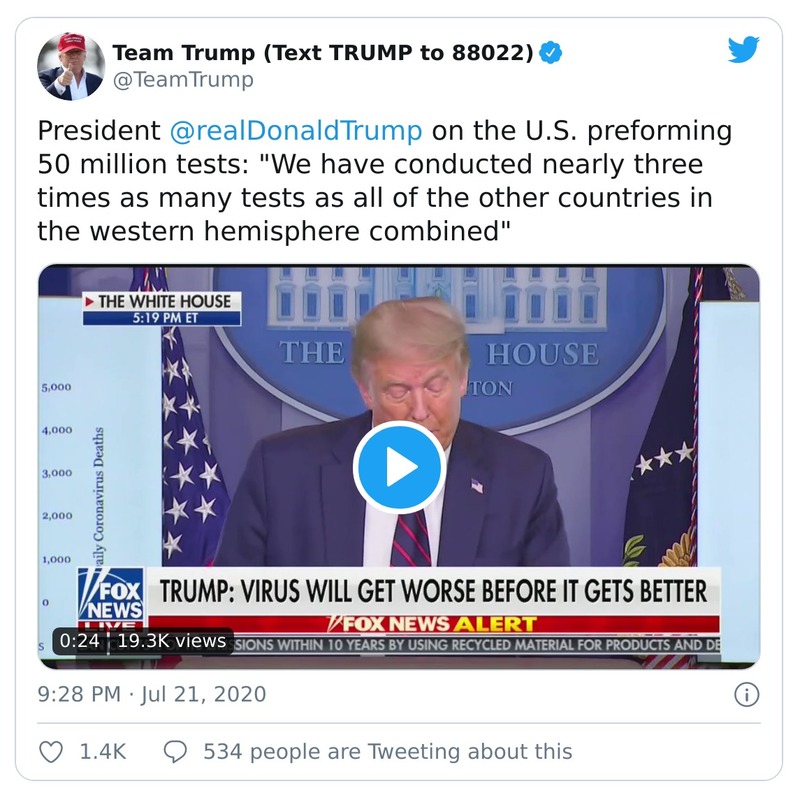 Team Trump (Text TRUMP to 88022)
@TeamTrump
President @realDonaldTrump on the U.S. preforming
50 million tests: "We have conducted nearly three
times as many tests as all of the other countries in
the western hemisphere combined"
THE WHITE HOUSE
5:19 PM ET
THE HOUSE
TON
5,000
4,000
3,000
2,000
1,000
0
aily Coronavirus Deaths
FOX
NEWS
LIVE
TRUMP: VIRUS WILL GET WORSE BEFORE IT GETS BETTER
FOX NEWS ALERT
S
0:24 | 19.3K views
SIONS WITHIN 10 YEARS BY USING RECYCLED MATERIAL FOR PRODUCTS AND DE
9:28 PM · Jul 21, 2020
1.4K
534 people are Tweeting about this